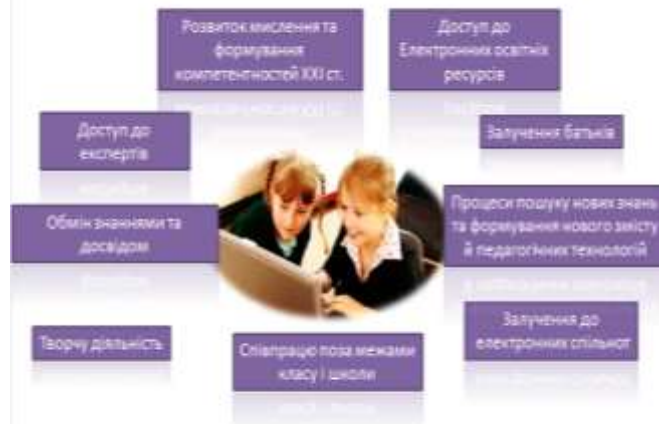 Розвиток мислення та
формування
компетентностей ХХІ ст.
Доступ до
Електронних освітніх
ресурсів
Доступ до
експертів
Залучення батьків
Обмін знаннями та
досвідом
Процеси пошуку нових знань
та формування нового змісту
й педагогічних технологій
Творчу діяльність
Співпрацю поза межами
класу і школи
Залучення до
електронних спільнот